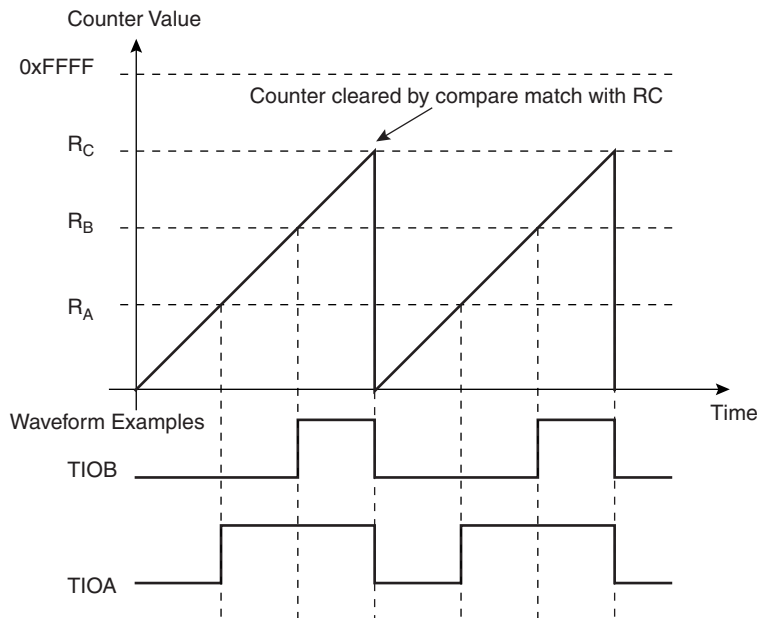 Counter Value
0xFFFF
Counter cleared by compare match with RC
RC
RB
RA
Time
Waveform Examples
TIOB
TIOA